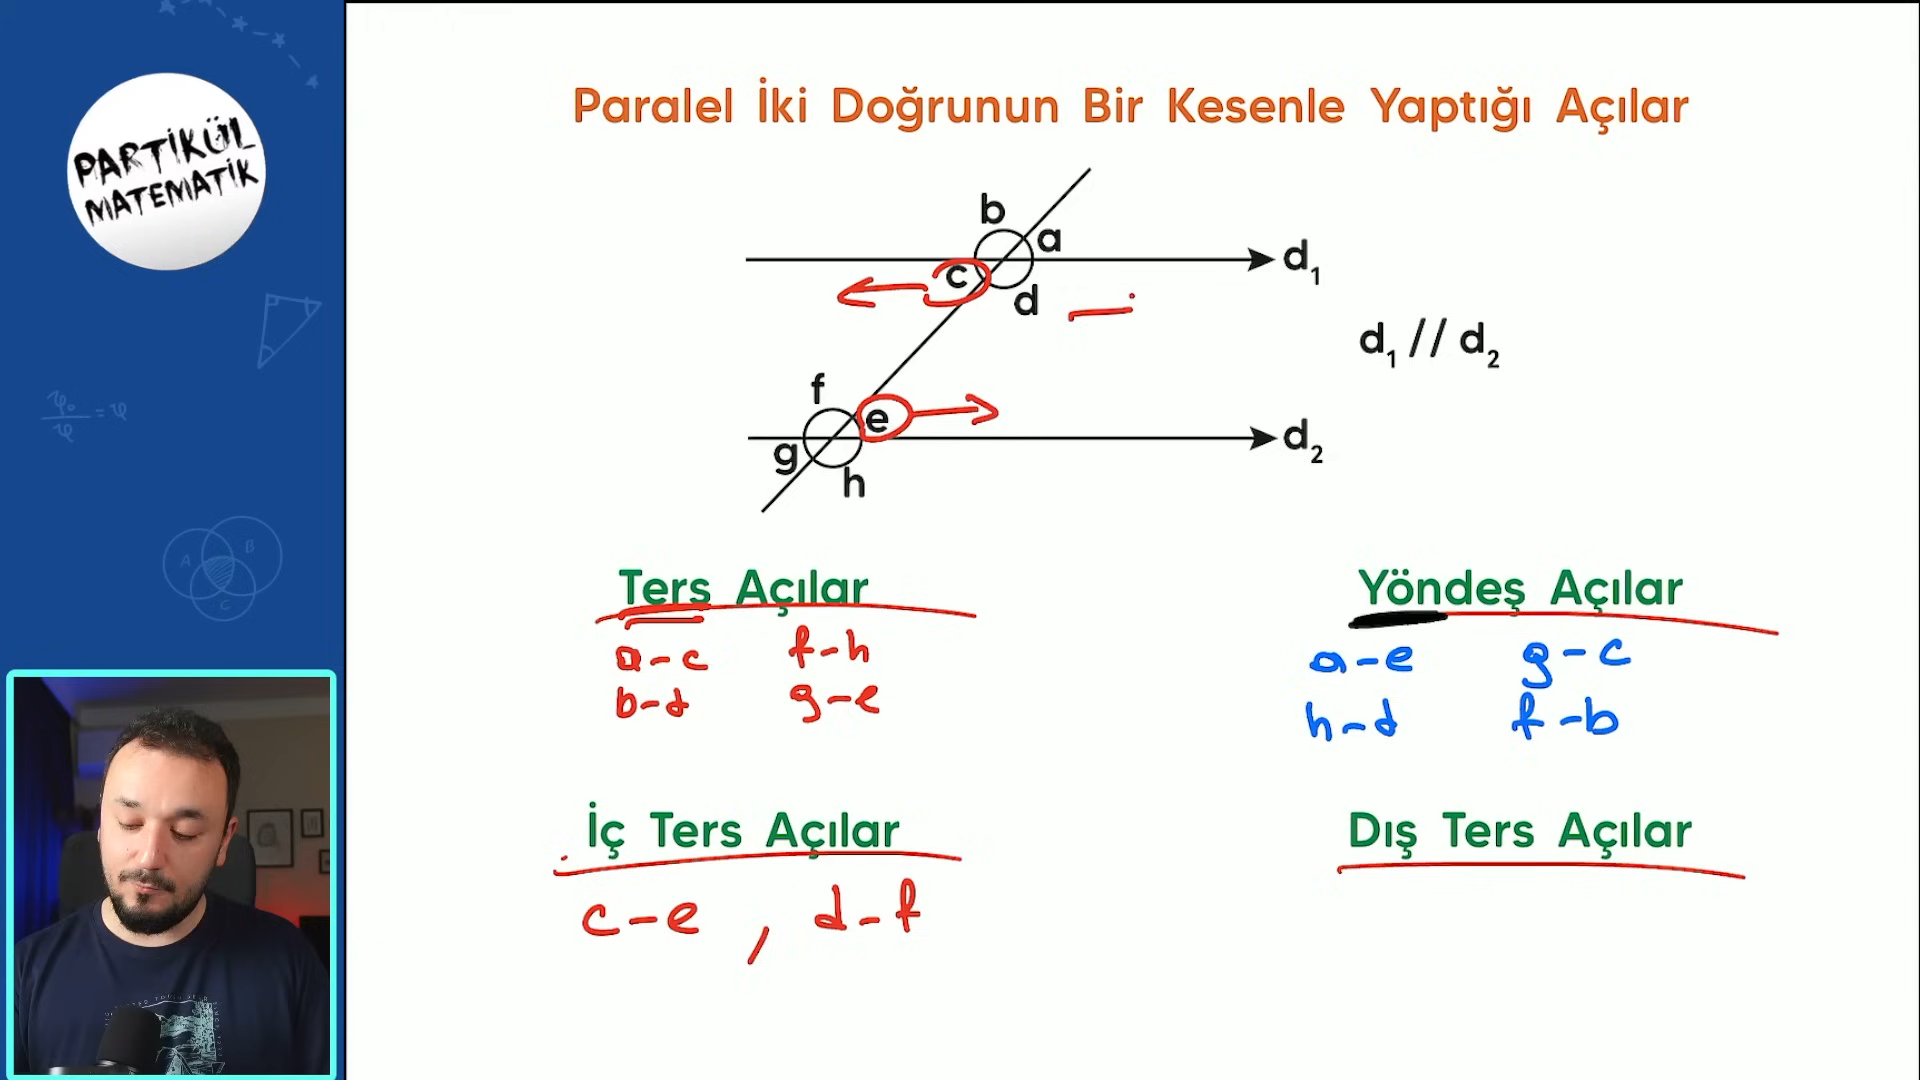 PARTİKÜL
MATEMATİK
Paralel İki Doğrunun Bir Kesenle Yaptığı Açılar
b
a
d1
c
d
d1 // d2
f
e
d2
g
h
Ters Açılar
a-c f-h
b-d g-e
Yöndeş Açılar
a-e g-c
h-d f-b
İç Ters Açılar
c-e , d-f
Dış Ters Açılar
A
B
C